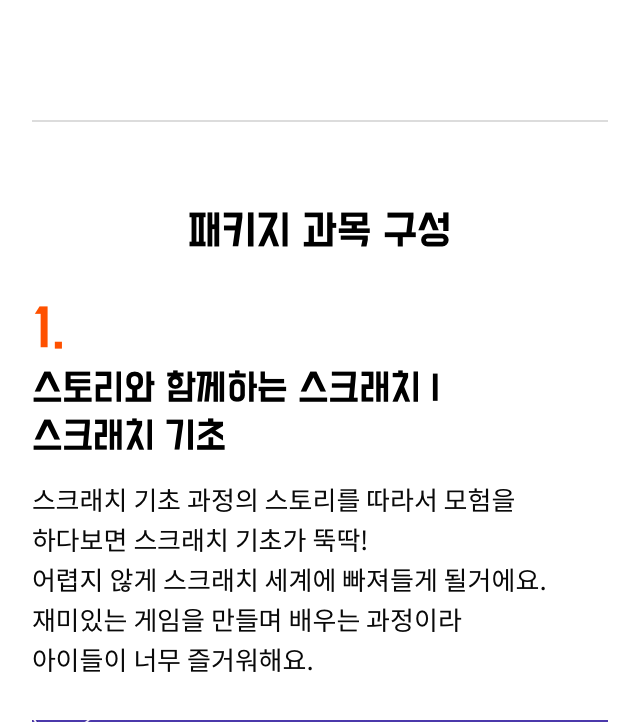 패키지 과목 구성
1.
스토리와 함께하는 스크래치 I
스크래치 기초
스크래치 기초 과정의 스토리를 따라서 모험을
하다보면 스크래치 기초가 뚝딱!
어렵지 않게 스크래치 세계에 빠져들게 될거에요.
재미있는 게임을 만들며 배우는 과정이라
아이들이 너무 즐거워해요.